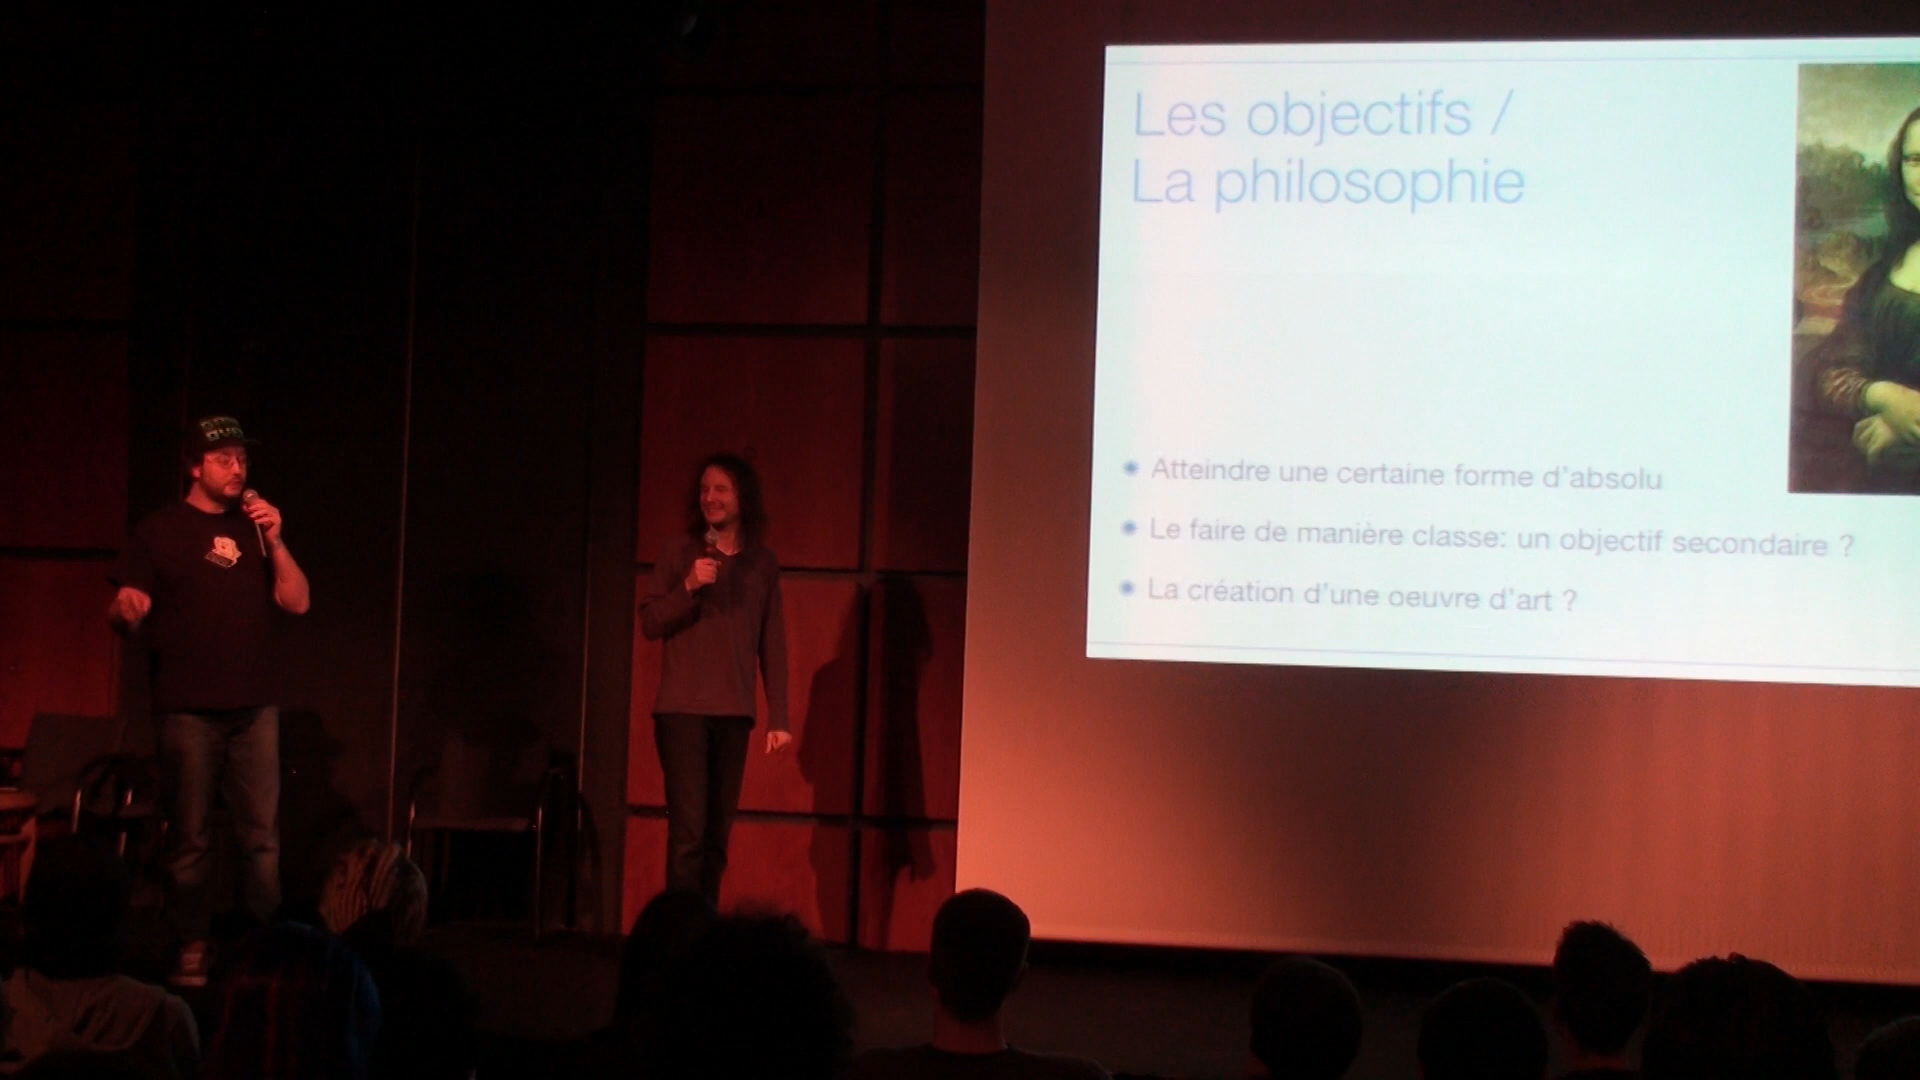 Les objectifs /
La philosophie
Atteindre une certaine forme d'absolu
Le faire de manière classe: un objectif secondaire ?
La création d'une oeuvre d'art ?